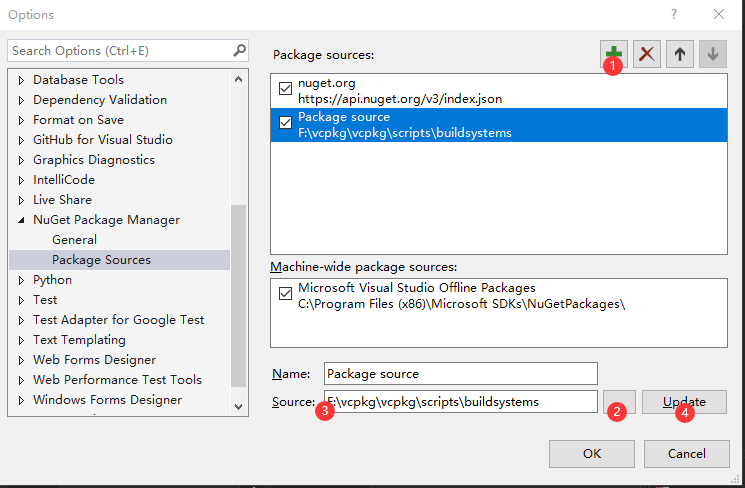 Options
?
Search Options (Ctrl+E)
Database Tools
Dependency Validation
Format on Save
GitHub for Visual Studio
Graphics Diagnostics
IntelliCode
Live Share
NuGet Package Manager
General
Package Sources
Python
Test
Test Adapter for Google Test
Text Templating
Web Forms Designer
Web Performance Test Tools
Windows Forms Designer
Package sources:
1
nuget.org
https://api.nuget.org/v3/index.json
Package source
F:\vcpkg\vcpkg\scripts\buildsystems
Machine-wide package sources:
Microsoft Visual Studio Offline Packages
C:\Program Files (x86)\Microsoft SDKs\NuGetPackages\
Name: Package source
Source: 3 F:\vcpkg\vcpkg\scripts\buildsystems 2 Update 4
OK Cancel